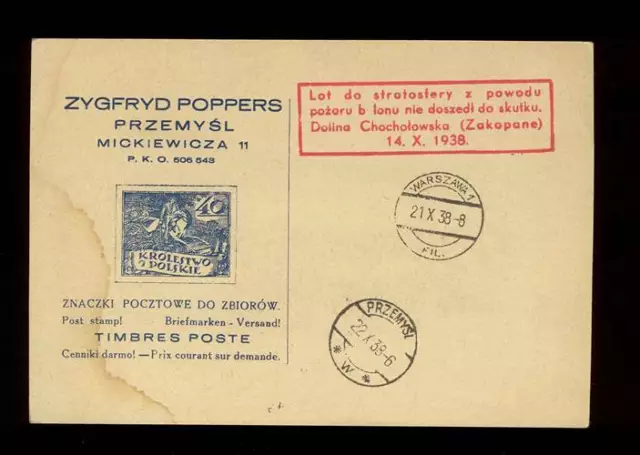 ZYGFRYD POPPERS
PRZEMYŚL
MICKIEWICZA 11
P. K. O. 505 543
40
KRÓLESTWO
POLSKIE
ZNACZKI POCZTOWE DO ZBIORÓW.
Post stamp! Briefmarken - Versand!
TIMBRES POSTE
Cenniki darmo! — Prix courant sur demande.
Lot do stratosfery z powodu
pożaru b lonu nie doszedł do skutku.
Dolina Chochołowska (Zakopane)
14. X. 1938.
WARSZAWA 1
21 X 38-8
FIL.
PRZEMYŚL
22 X 38-6
* W *